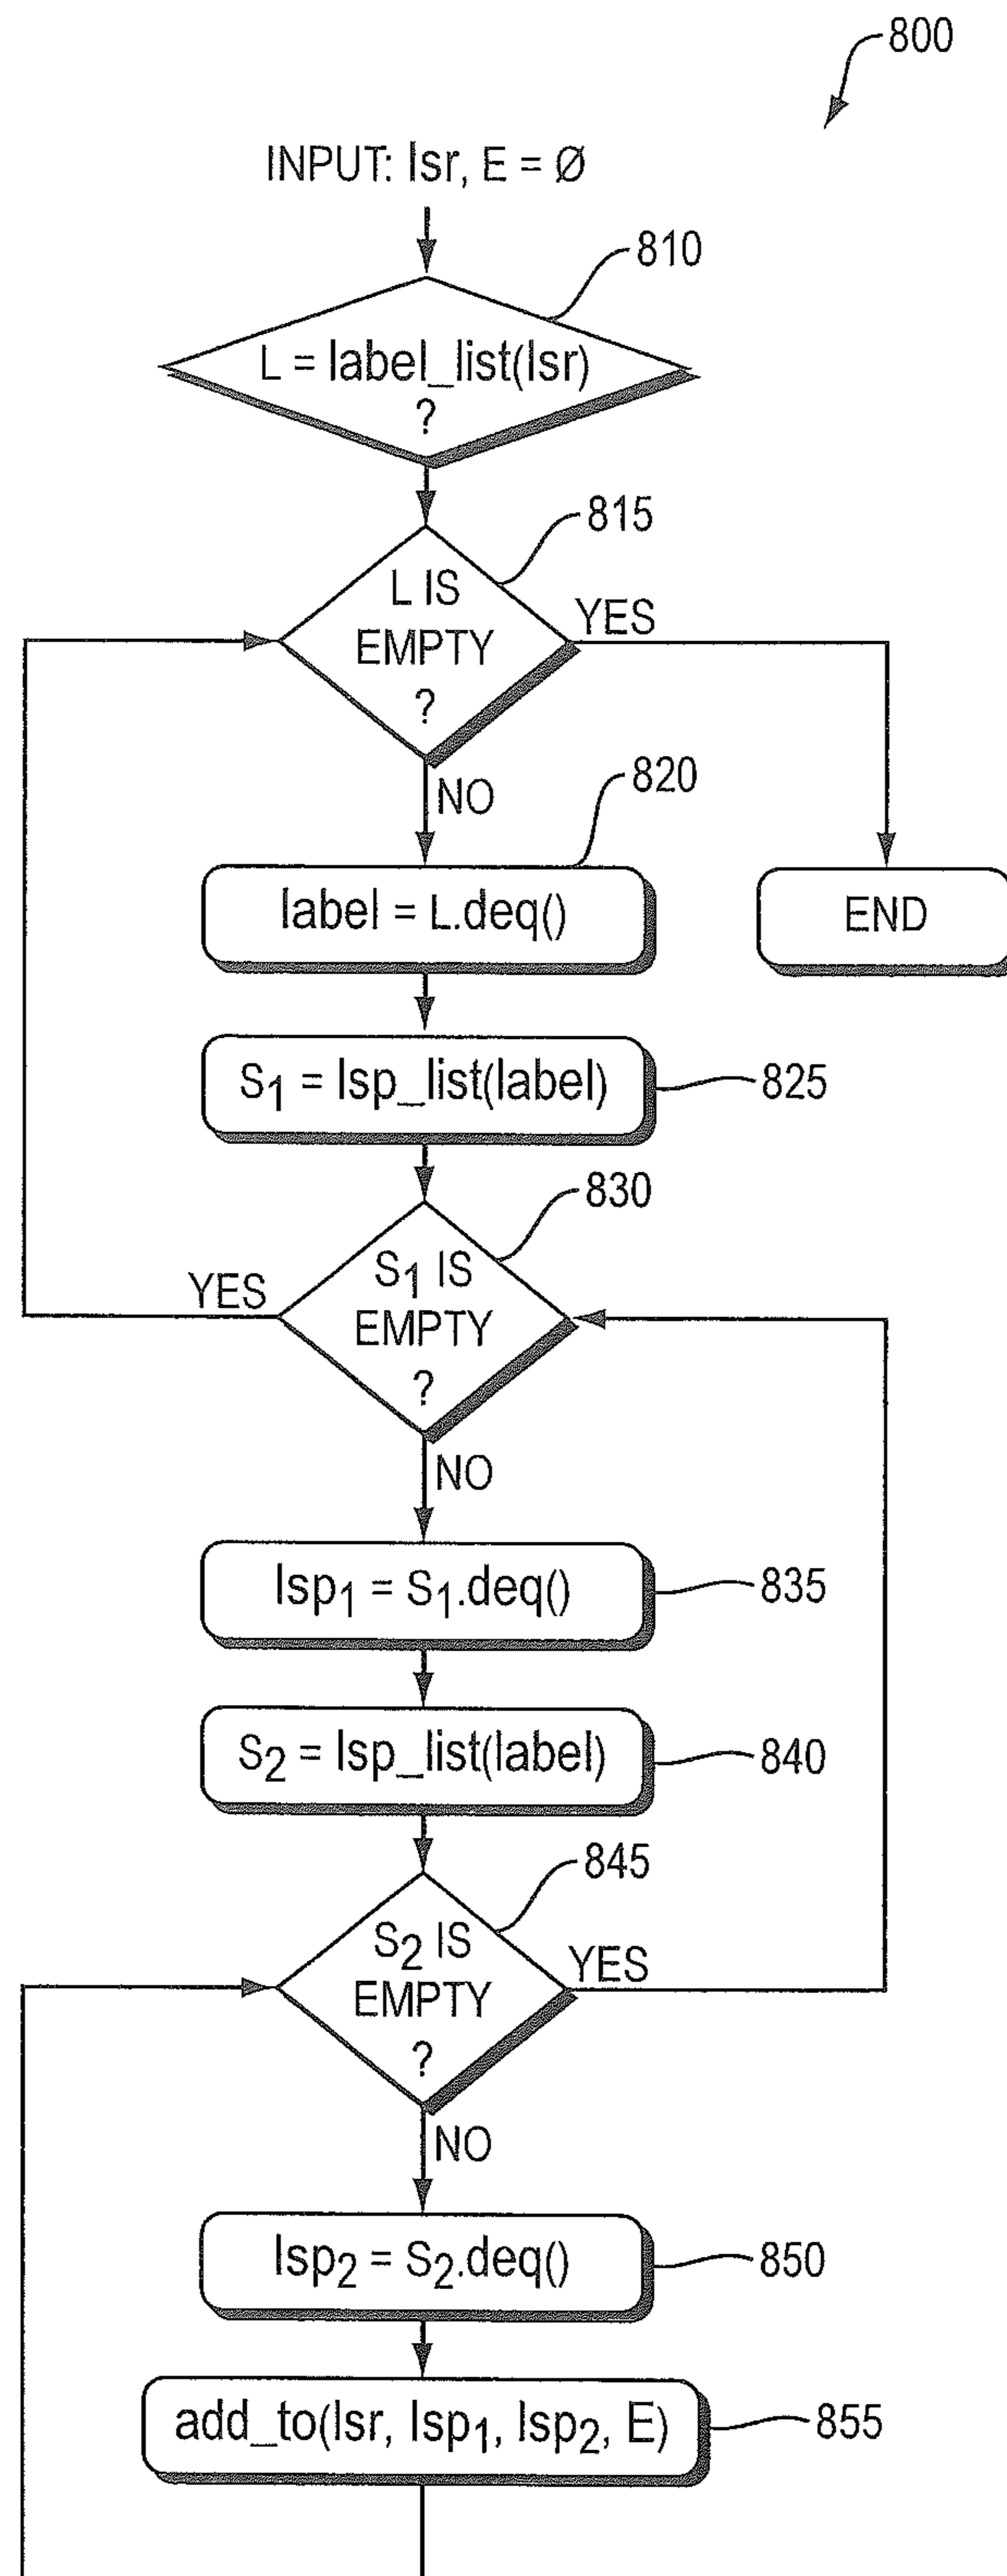 800
INPUT: lsr, E = Ø
810
L = label_list(lsr)
?
815
L IS
EMPTY
?
YES
NO
820
label = L.deq()
END
S1 = lsp_list(label)
825
830
S1 IS
EMPTY
?
YES
NO
lsp1 = S1.deq()
835
S2 = lsp_list(label)
840
845
S2 IS
EMPTY
?
YES
NO
lsp2 = S2.deq()
850
add_to(lsr, lsp1, lsp2, E)
855